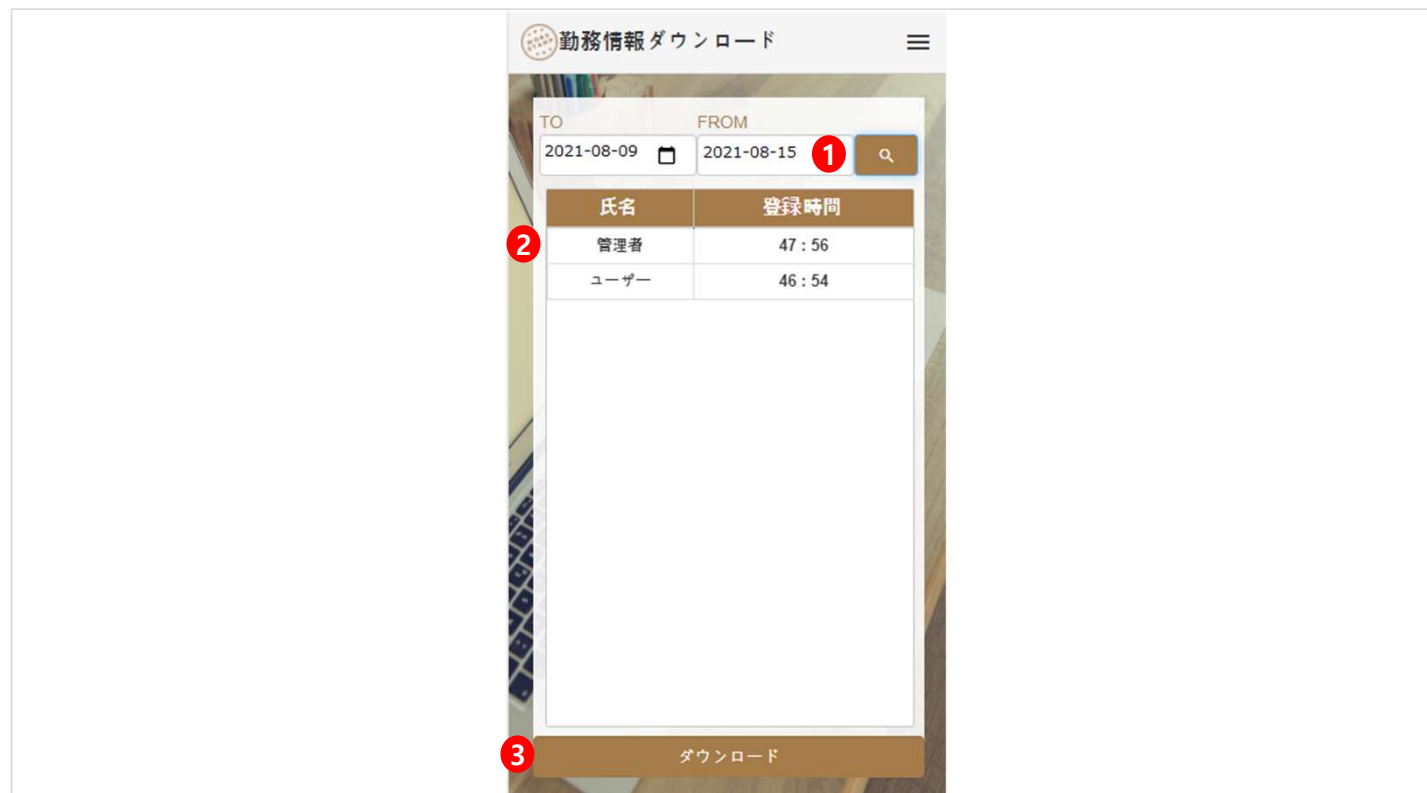 勤務情報ダウンロード
TO FROM
2021-08-09 2021-08-15 1
氏名 登録時間
2 管理者 47 : 56
ユーザー 46 : 54
3 ダウンロード